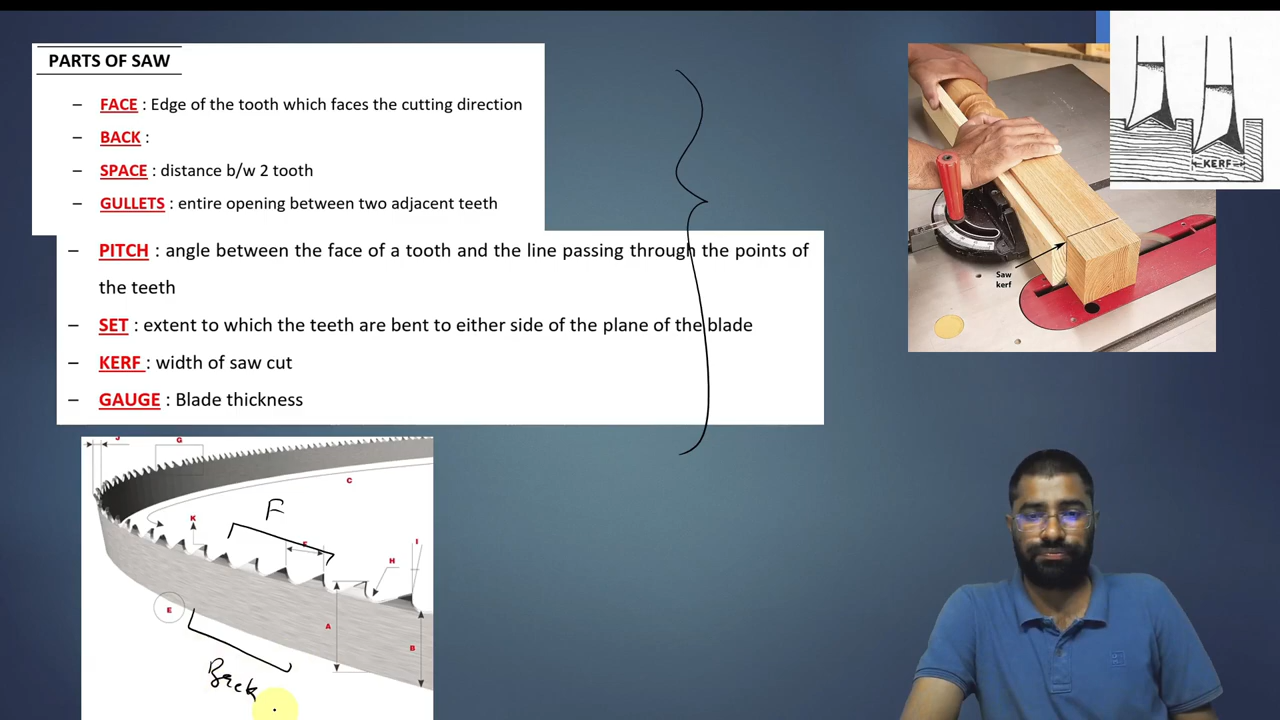 PARTS OF SAW
– FACE : Edge of the tooth which faces the cutting direction
– BACK :
– SPACE : distance b/w 2 tooth
– GULLETS : entire opening between two adjacent teeth
– PITCH : angle between the face of a tooth and the line passing through the points of
the teeth
– SET : extent to which the teeth are bent to either side of the plane of the blade
– KERF : width of saw cut
– GAUGE : Blade thickness
KERF
Saw
kerf
J
G
C
K
F
F
I
H
E
A
B
Back